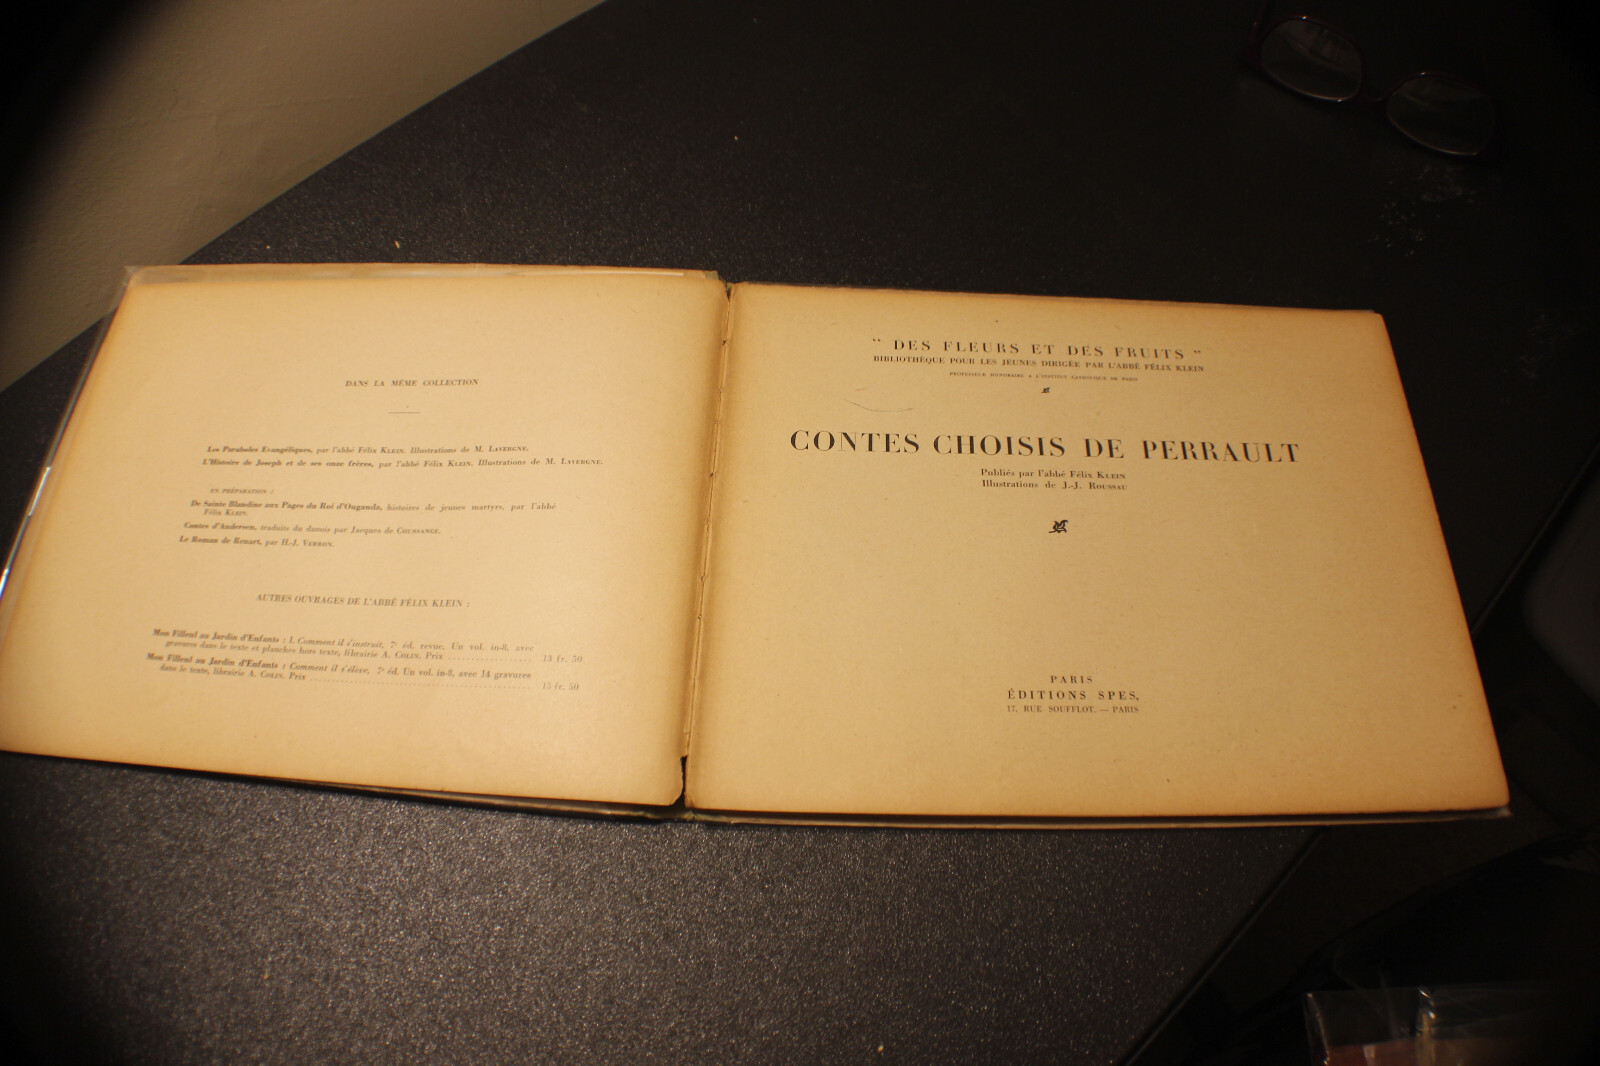 DANS LA MÊME COLLECTION
Les Paraboles Evangéliques, par l'abbé Félix KLEIN. Illustrations de M. LAVERGNE.
L'Histoire de Joseph et de ses onze frères, par l'abbé Félix KLEIN. Illustrations de M. LAVERGNE.
EN PRÉPARATION :
De Sainte Blandine aux Pages du Roi d'Ouganda, histoires de jeunes martyrs, par l'abbé
Félix KLEIN.
Contes d'Andersen, traduits du danois par Jacques de COUSSANGE.
Le Roman de Renart, par H.-J. VERRON.
AUTRES OUVRAGES DE L'ABBÉ FÉLIX KLEIN :
Mon Filleul au Jardin d'Enfants : I. Comment il s'instruit, 7e éd. revue. Un vol. in-8, avec
gravures dans le texte et planches hors texte, librairie A. COLIN. Prix .................. 13 fr. 50
Mon Filleul au Jardin d'Enfants : Comment il s'élève, 7e éd. Un vol. in-8, avec 14 gravures
dans le texte, librairie A. COLIN. Prix .................. 13 fr. 50
" DES FLEURS ET DES FRUITS "
BIBLIOTHÈQUE POUR LES JEUNES DIRIGÉE PAR L'ABBÉ FÉLIX KLEIN
PROFESSEUR HONORAIRE A L'INSTITUT CATHOLIQUE DE PARIS
CONTES CHOISIS DE PERRAULT
Publiés par l'abbé Félix KLEIN
Illustrations de J.-J. ROUSSAU
PARIS
ÉDITIONS SPES,
17, RUE SOUFFLOT. — PARIS